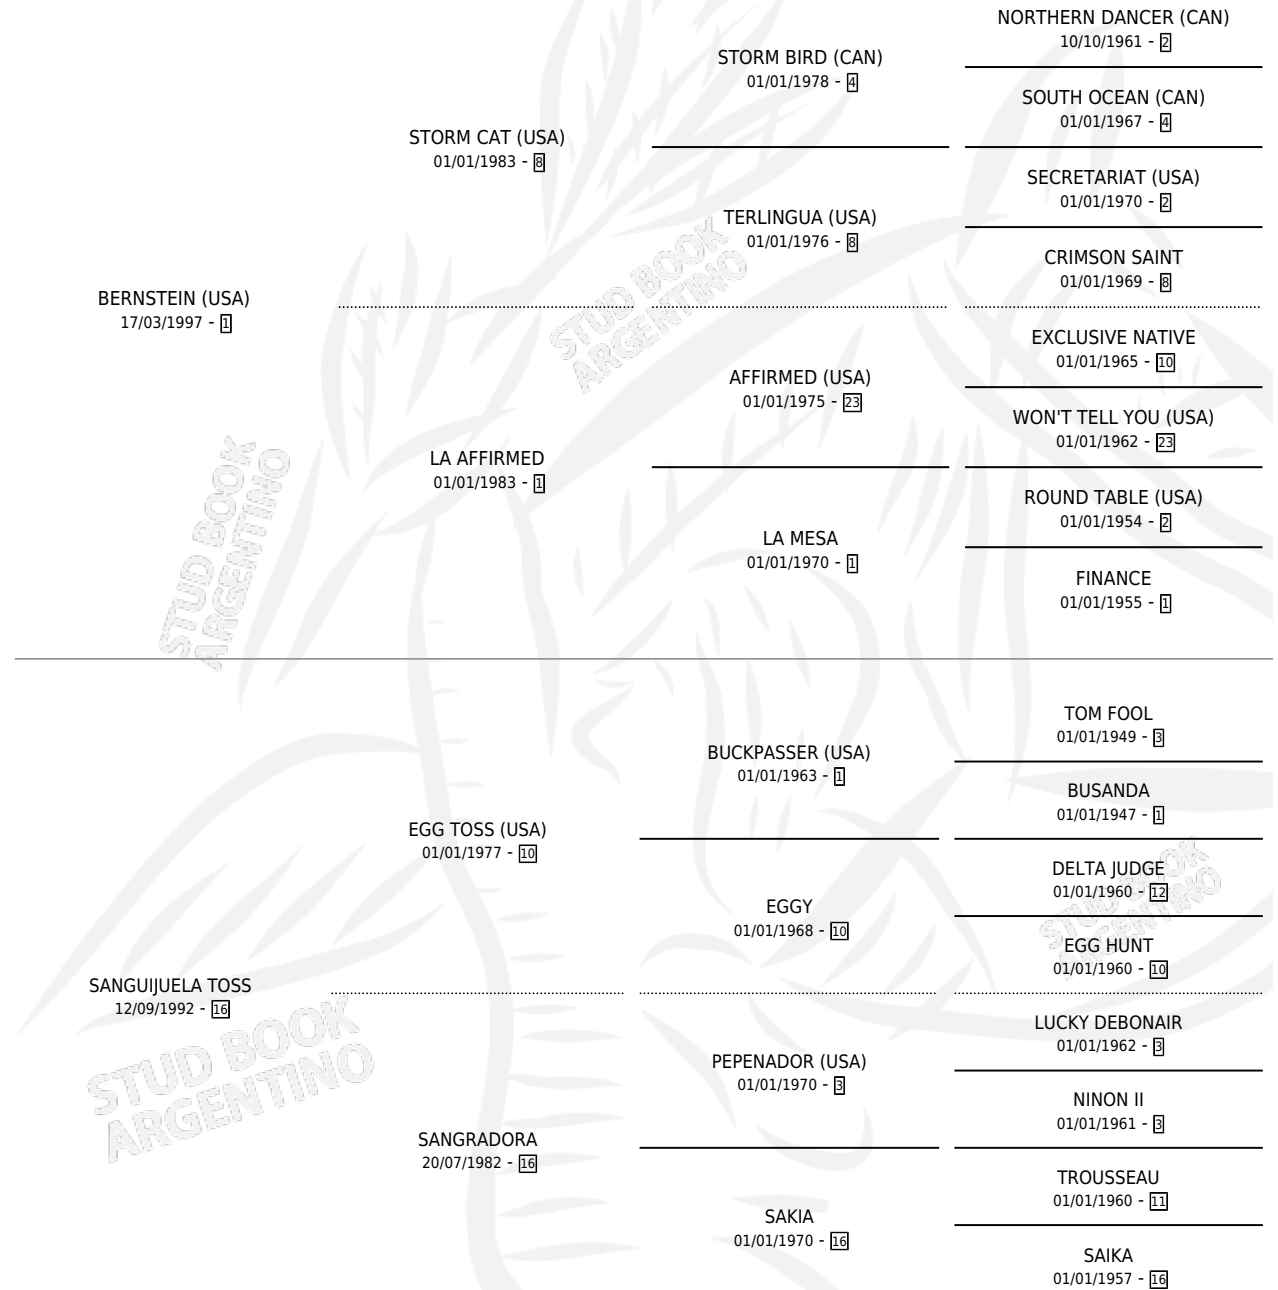 NORTHERN DANCER (CAN)
10/10/1961 - 2
STORM BIRD (CAN)
01/01/1978 - 4
SOUTH OCEAN (CAN)
01/01/1967 - 4
STORM CAT (USA)
01/01/1983 - 8
SECRETARIAT (USA)
01/01/1970 - 2
TERLINGUA (USA)
01/01/1976 - 8
CRIMSON SAINT
01/01/1969 - 8
BERNSTEIN (USA)
17/03/1997 - 1
STUD BOOK
ARGENTINO
EXCLUSIVE NATIVE
01/01/1965 - 10
AFFIRMED (USA)
01/01/1975 - 23
WON'T TELL YOU (USA)
01/01/1962 - 23
LA AFFIRMED
01/01/1983 - 1
ROUND TABLE (USA)
01/01/1954 - 2
LA MESA
01/01/1970 - 1
FINANCE
01/01/1955 - 1
STUD BOOK
ARGENTINO
TOM FOOL
01/01/1949 - 3
BUCKPASSER (USA)
01/01/1963 - 1
BUSANDA
01/01/1947 - 1
EGG TOSS (USA)
01/01/1977 - 10
DELTA JUDGE
01/01/1960 - 12
EGGY
01/01/1968 - 10
STUD BOOK
ARGENTINO
EGG HUNT
01/01/1960 - 10
SANGUIJUELA TOSS
12/09/1992 - 16
STUD BOOK
ARGENTINO
LUCKY DEBONAIR
01/01/1962 - 3
PEPENADOR (USA)
01/01/1970 - 3
NINON II
01/01/1961 - 3
SANGRADORA
20/07/1982 - 16
TROUSSEAU
01/01/1960 - 11
SAKIA
01/01/1970 - 16
SAIKA
01/01/1957 - 16